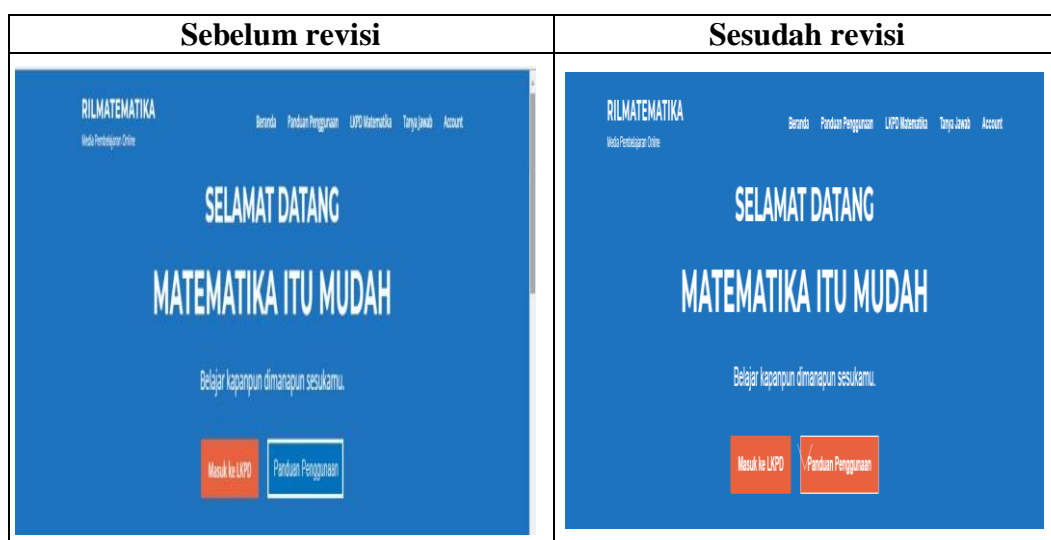 Sebelum revisi
Sesudah revisi
RILMATEMATIKA
Media Pembelajaran Online
Beranda Panduan Penggunaan LKPD Matematika Tanya Jawab Account
SELAMAT DATANG
MATEMATIKA ITU MUDAH
Belajar kapanpun dimanapun sesukamu.
Masuk ke LKPD
Panduan Penggunaan
RILMATEMATIKA
Media Pembelajaran Online
Beranda Panduan Penggunaan LKPD Matematika Tanya Jawab Account
SELAMAT DATANG
MATEMATIKA ITU MUDAH
Belajar kapanpun dimanapun sesukamu.
Masuk ke LKPD
Panduan Penggunaan